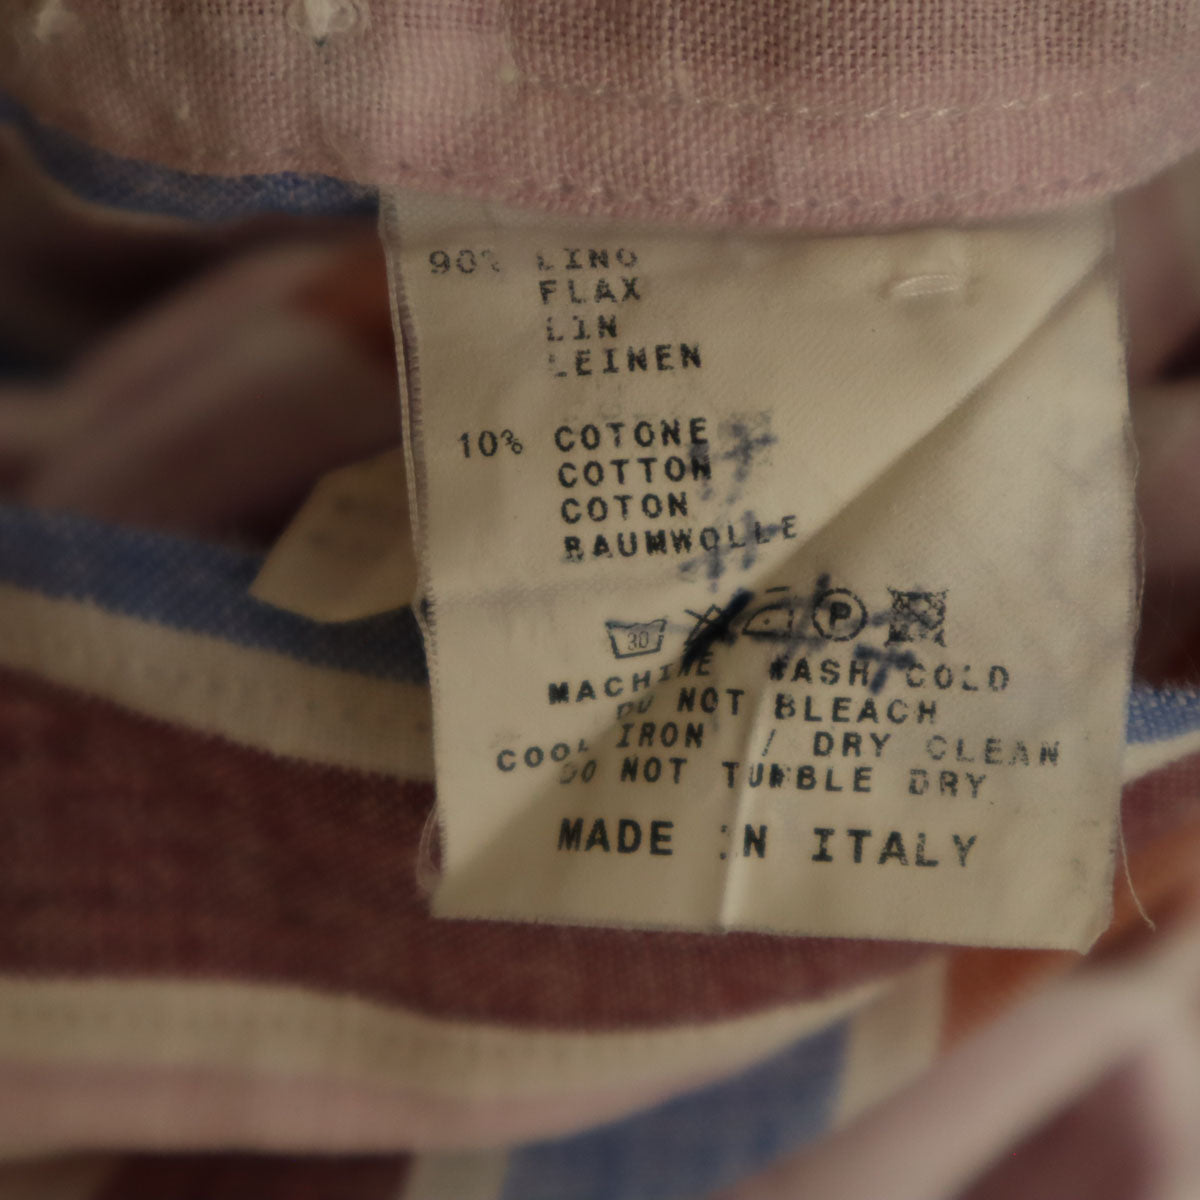 90% LINO
FLAX
LIN
LEINEN
10% COTONE
COTTON
COTON
BAUMWOLLE
30 P
MACHINE WASH COLD
DO NOT BLEACH
COOL IRON / DRY CLEAN
DO NOT TUMBLE DRY
MADE IN ITALY